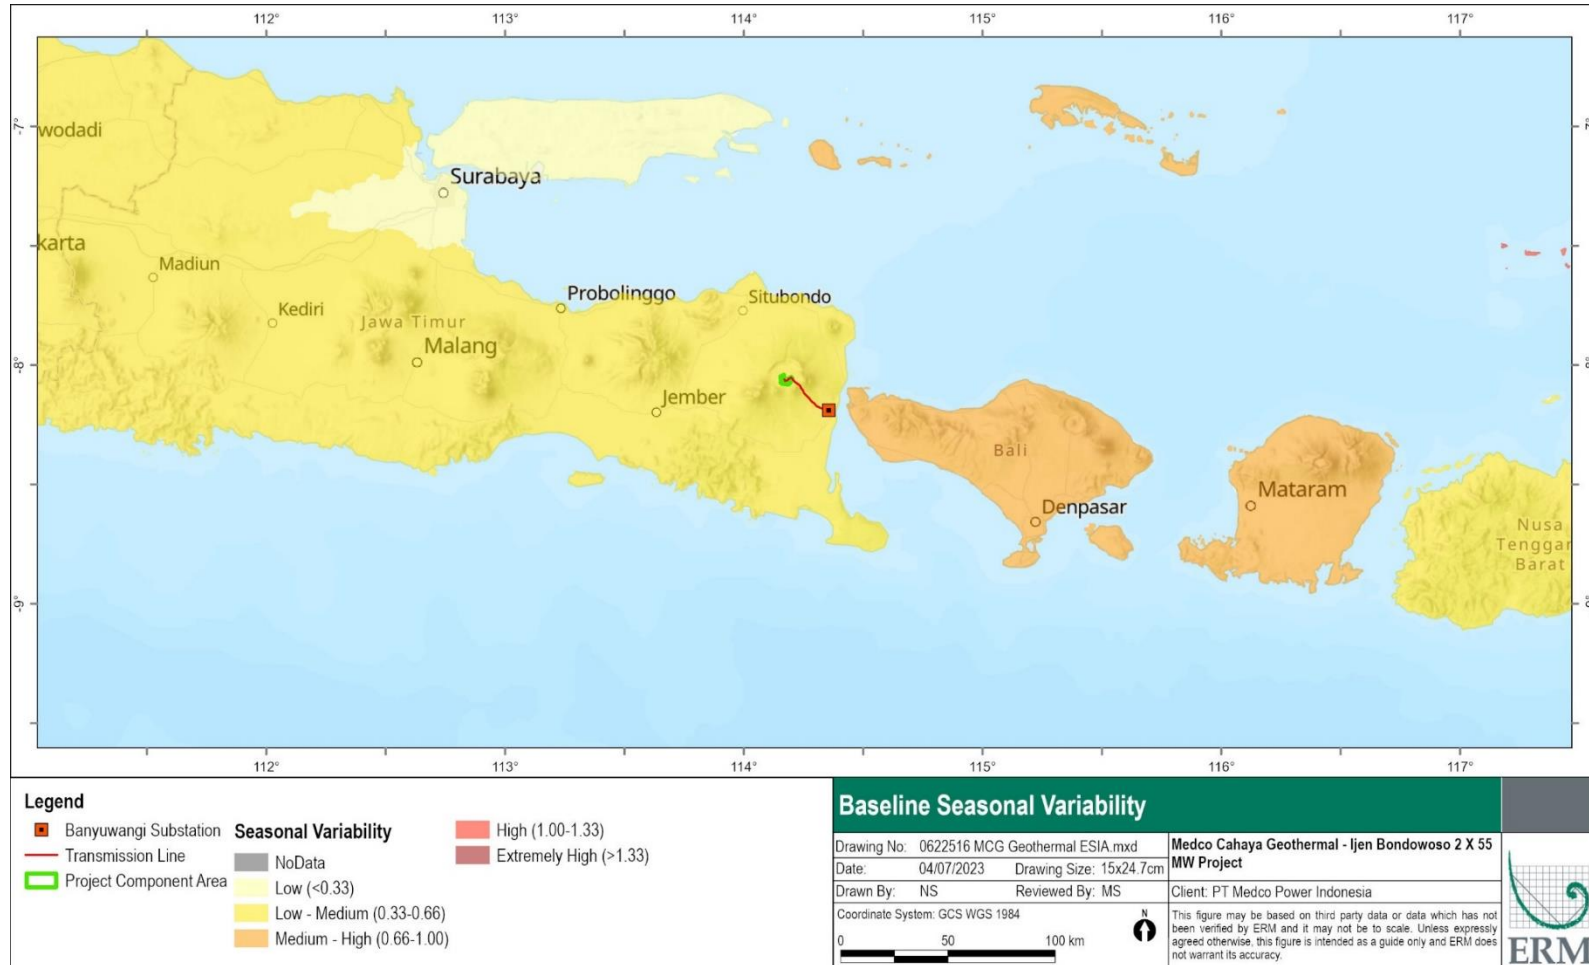 112° 113° 114° 115° 116° 117°
-7° 7°
wodadi
Surabaya
karta
Madiun
Probolinggo
Situbondo
Kediri
Jawa Timur
Malang
-8° 8°
Jember
Bali
Mataram
Denpasar
Nusa
Tenggar
Barat
-9° 9°
112° 113° 114° 115° 116° 117°
Legend
Banyuwangi Substation
Transmission Line
Project Component Area
Seasonal Variability
NoData
Low (<0.33)
Low - Medium (0.33-0.66)
Medium - High (0.66-1.00)
High (1.00-1.33)
Extremely High (>1.33)
Baseline Seasonal Variability
Drawing No: 0622516 MCG Geothermal ESIA.mxd
Date: 04/07/2023 Drawing Size: 15x24.7cm
Drawn By: NS Reviewed By: MS
Coordinate System: GCS WGS 1984
N
0 50 100 km
Medco Cahaya Geothermal - Ijen Bondowoso 2 X 55
MW Project
Client: PT Medco Power Indonesia
This figure may be based on third party data or data which has not
been verified by ERM and it may not be to scale. Unless expressly
agreed otherwise, this figure is intended as a guide only and ERM does
not warrant its accuracy.
ERM